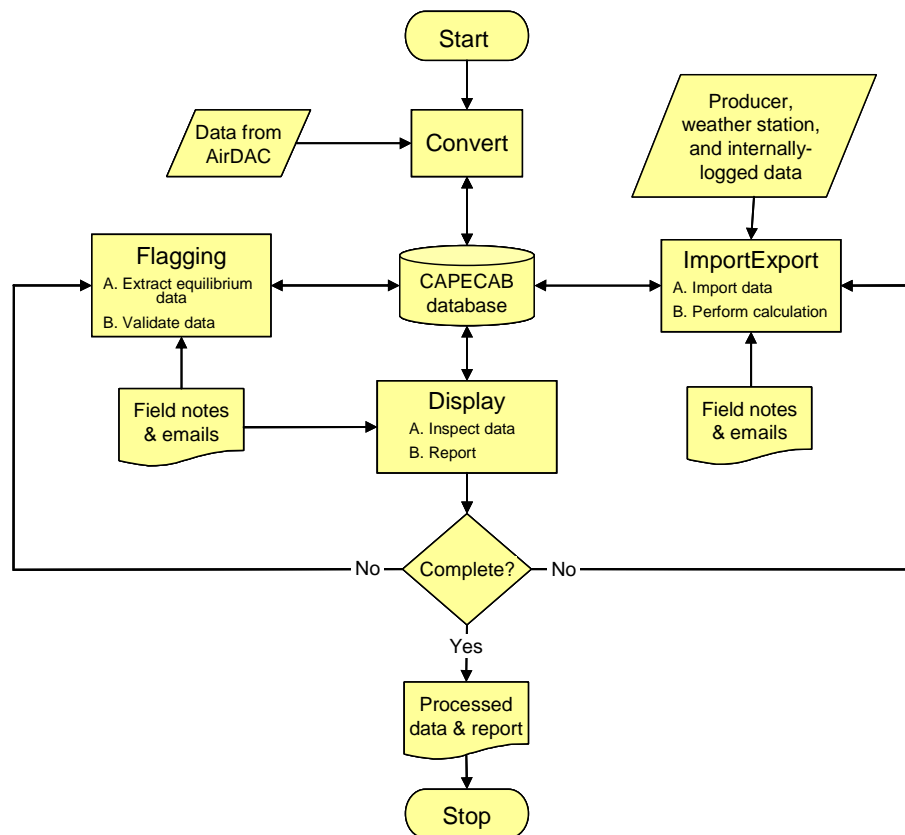 Start
Data from
AirDAC
Convert
Producer,
weather station,
and internally-
logged data
Flagging
A. Extract equilibrium
data
B. Validate data
CAPECAB
database
ImportExport
A. Import data
B. Perform calculation
Field notes
& emails
Display
A. Inspect data
B. Report
Field notes
& emails
No
Complete?
No
Yes
Processed
data & report
Stop